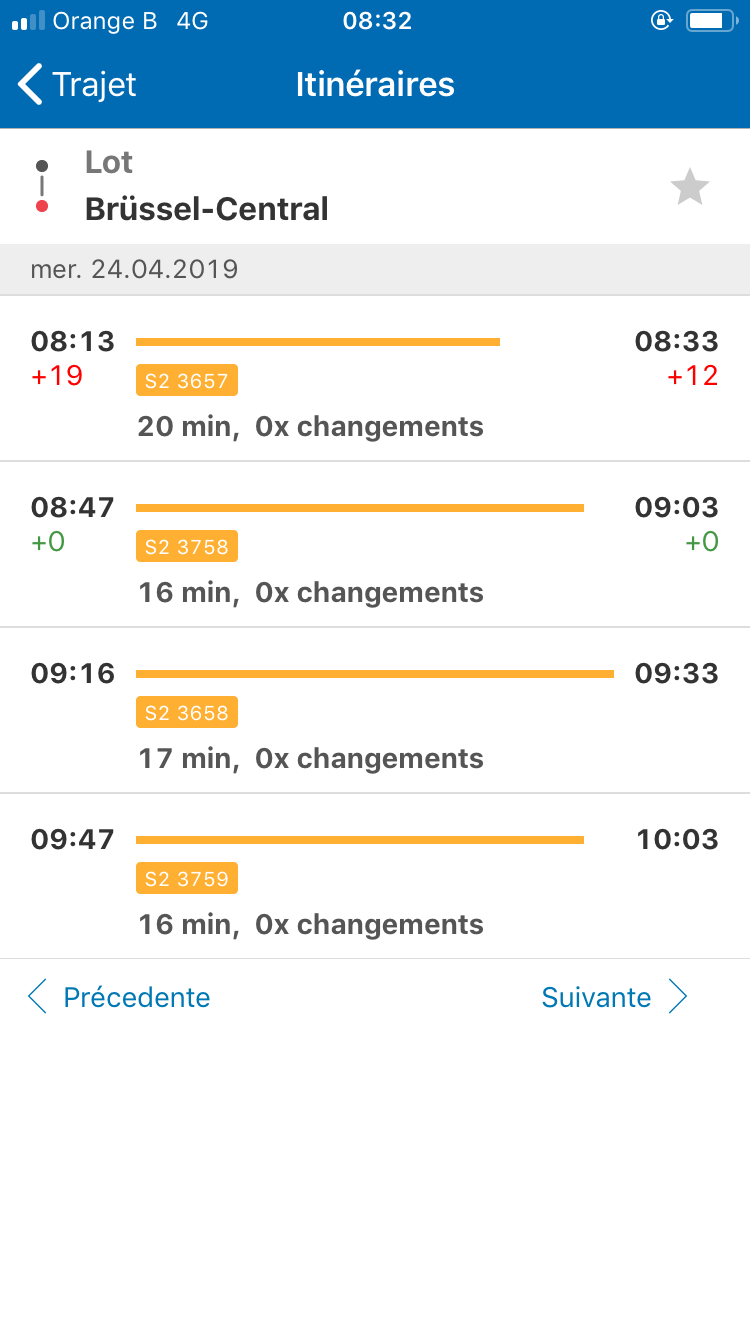 Orange B 4G 08:32
Trajet Itinéraires
Lot
Brüssel-Central
mer. 24.04.2019
08:13 08:33
+19 S2 3657 +12
20 min, 0x changements
08:47 09:03
+0 S2 3758 +0
16 min, 0x changements
09:16 09:33
S2 3658
17 min, 0x changements
09:47 10:03
S2 3759
16 min, 0x changements
Précedente Suivante